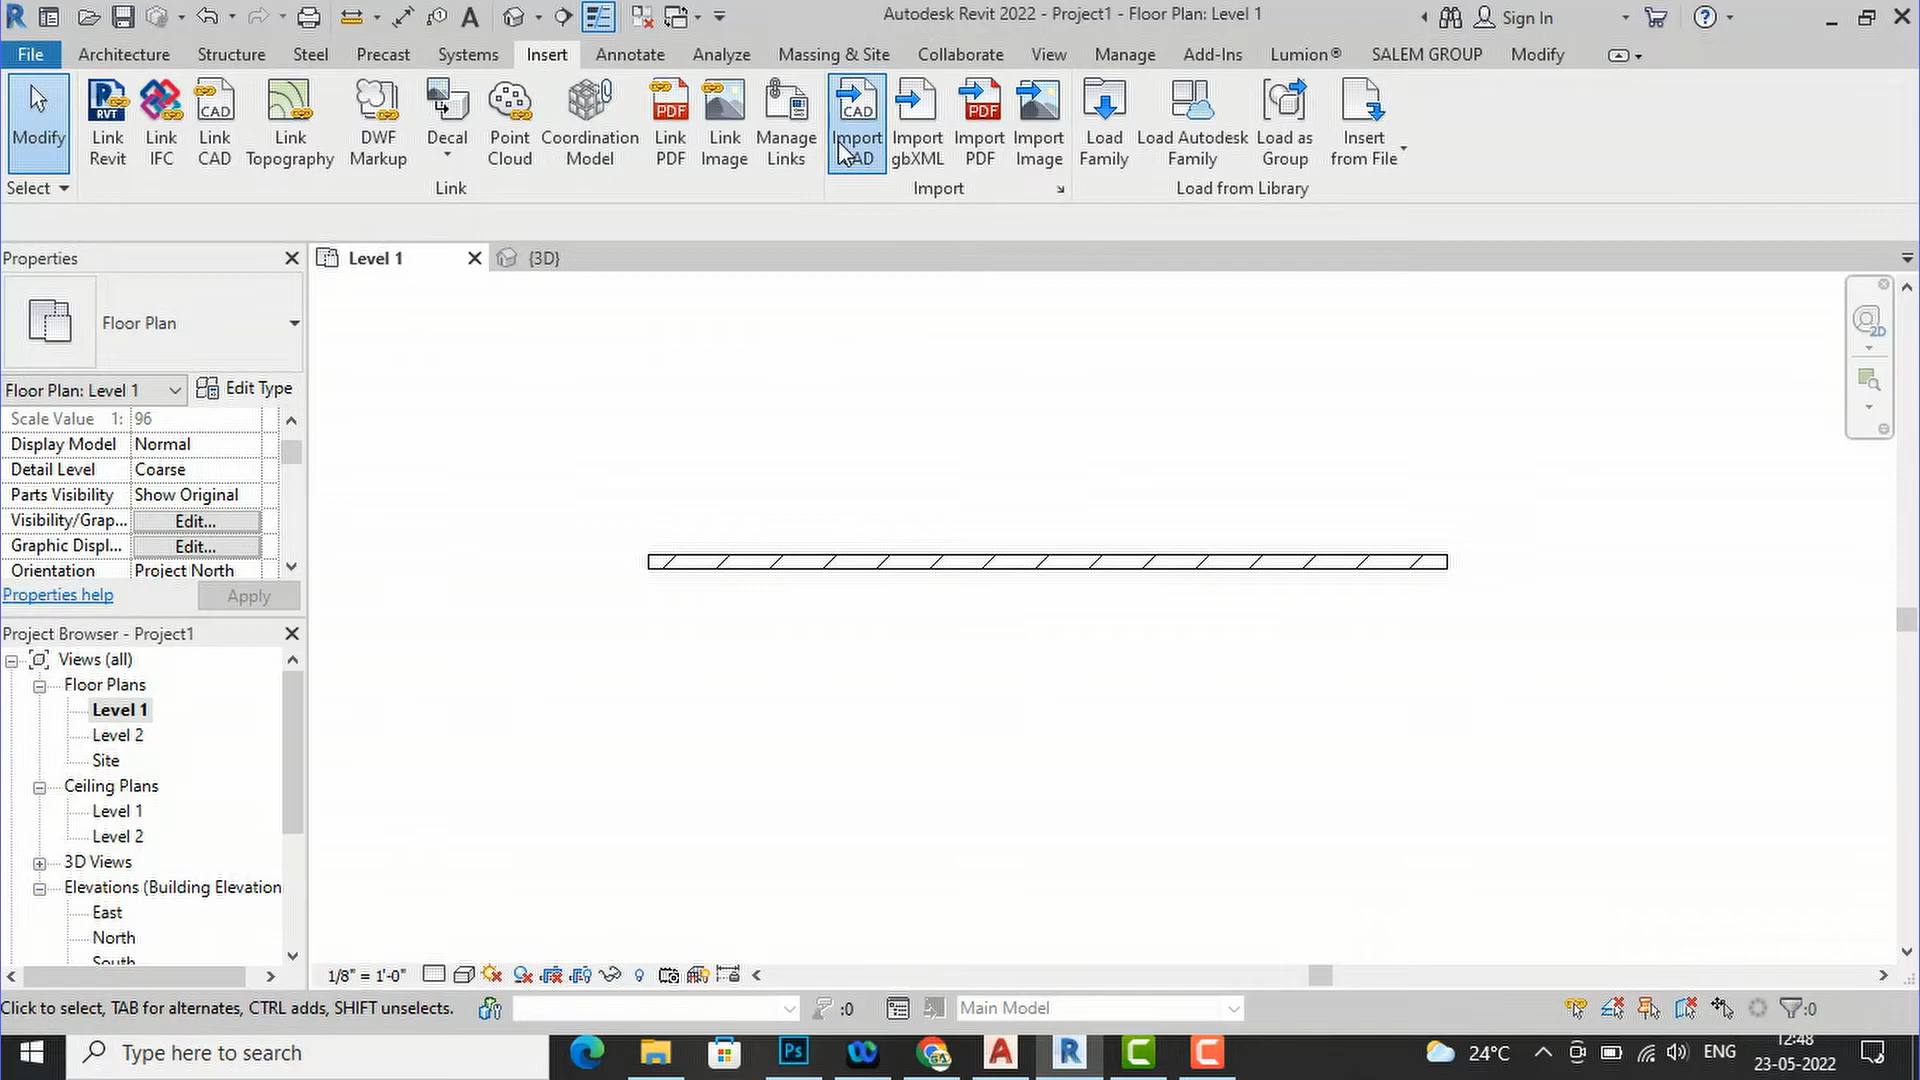 Autodesk Revit 2022 - Project1 - Floor Plan: Level 1
Sign In
File Architecture Structure Steel Precast Systems Insert Annotate Analyze Massing & Site Collaborate View Manage Add-Ins Lumion® SALEM GROUP Modify
Modify
Link Revit
Link IFC
Link CAD
Link Topography
DWF Markup
Decal
Point Cloud
Coordination Model
Link PDF
Link Image
Manage Links
Import CAD
Import gbXML
Import PDF
Import Image
Load Family
Load Autodesk Family
Load as Group
Insert from File
Select
Link
Import
Load from Library
Properties
Level 1
{3D}
Floor Plan
2D
Floor Plan: Level 1
Edit Type
Scale Value 1: 96
Display Model Normal
Detail Level Coarse
Parts Visibility Show Original
Visibility/Grap... Edit...
Graphic Displ... Edit...
Orientation Project North
Properties help
Apply
Project Browser - Project1
Views (all)
Floor Plans
Level 1
Level 2
Site
Ceiling Plans
Level 1
Level 2
3D Views
Elevations (Building Elevation
East
North
South
1/8" = 1'-0"
Click to select, TAB for alternates, CTRL adds, SHIFT unselects.
:0
Main Model
:0
Type here to search
24°C
ENG
12:48
23-05-2022